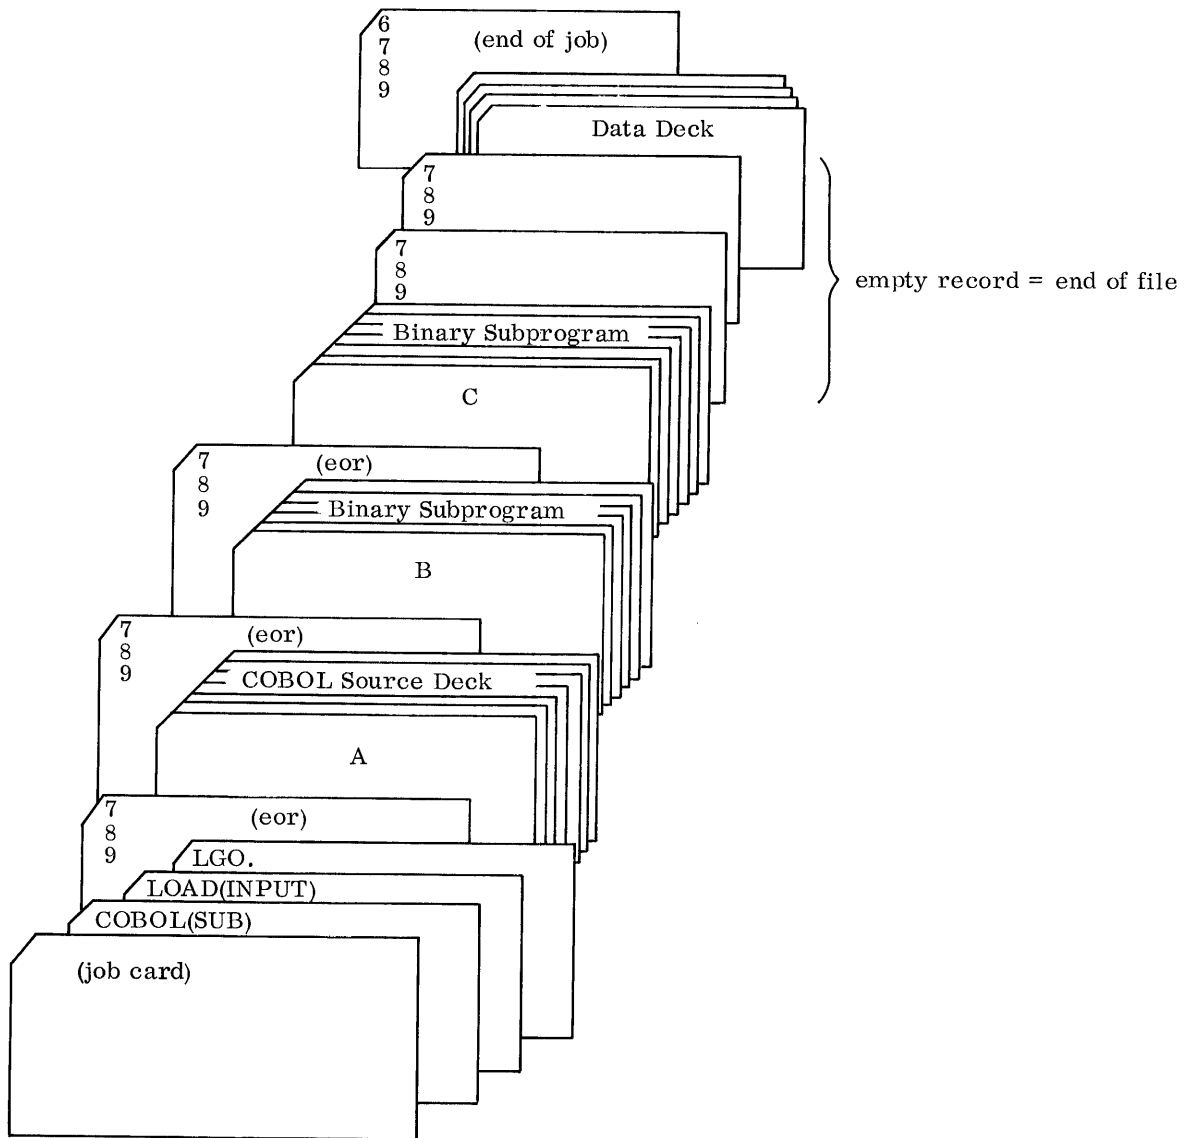 6
7
8
9
(end of job)
Data Deck
7
8
9
7
8
9
empty record = end of file
Binary Subprogram
C
7
8
9
(eor)
Binary Subprogram
B
7
8
9
(eor)
COBOL Source Deck
A
7
8
9
(eor)
LGO.
LOAD(INPUT)
COBOL(SUB)
(job card)